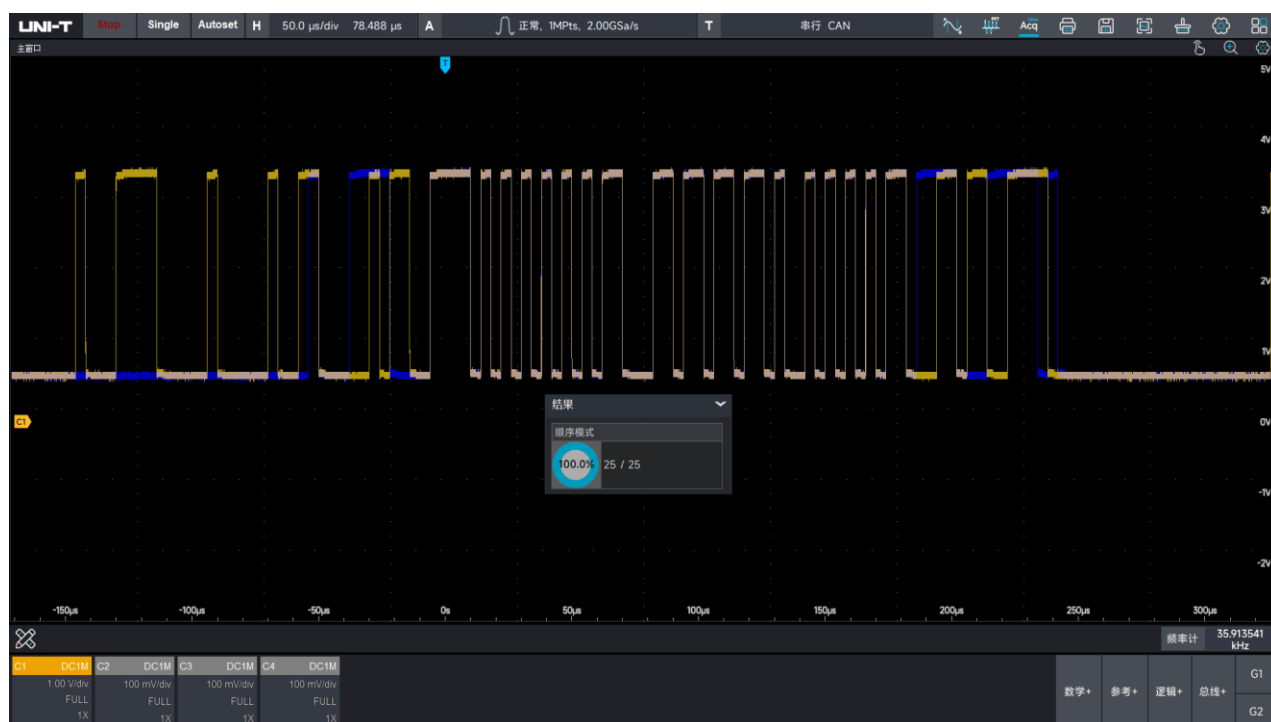 UNI-T Stop Single Autoset H 50.0 μs/div 78.488 μs A 正常, 1MPts, 2.00GSa/s T 串行 CAN Acq
主窗口
T
5V
4V
3V
2V
1V
C1 0V
-1V
-2V
结果
顺序模式
100.0% 25 / 25
-150μs -100μs -50μs 0s 50μs 100μs 150μs 200μs 250μs 300μs
频率计 35.913541 kHz
C1 DC1M C2 DC1M C3 DC1M C4 DC1M
1.00 V/div 100 mV/div 100 mV/div 100 mV/div
FULL FULL FULL FULL
1X 1X 1X 1X
数学+ 参考+ 逻辑+ 总线+ G1
G2